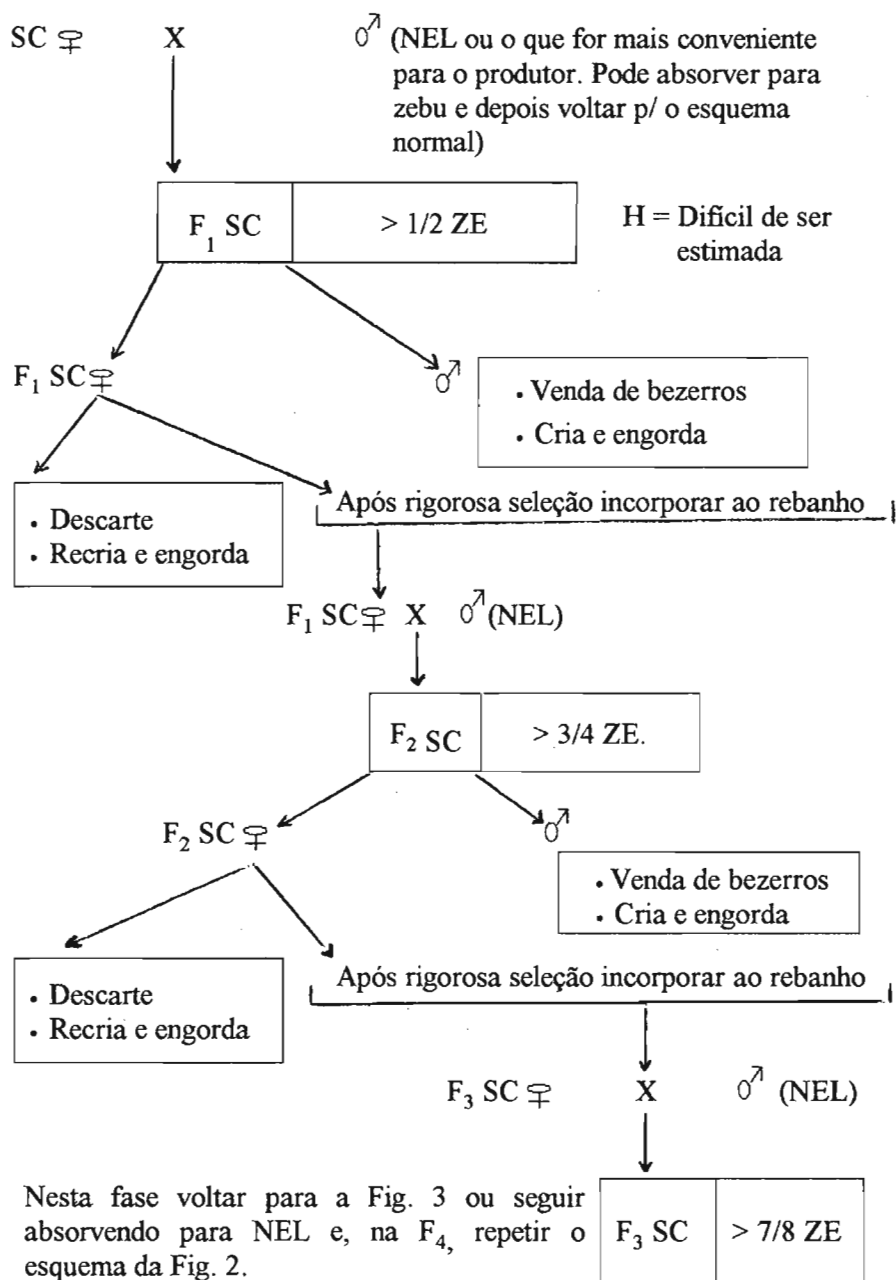 SC ♀ X ♂ (NEL ou o que for mais conveniente
para o produtor. Pode absorver para
zebu e depois voltar p/ o esquema
normal)
F₁ SC > 1/2 ZE
H = Difícil de ser
estimada
F₁ SC ♀ ♂
• Venda de bezerros
• Cria e engorda
• Descarte
• Recria e engorda
Após rigorosa seleção incorporar ao rebanho
F₁ SC ♀ X ♂ (NEL)
F₂ SC > 3/4 ZE.
F₂ SC ♀ ♂
• Venda de bezerros
• Cria e engorda
• Descarte
• Recria e engorda
Após rigorosa seleção incorporar ao rebanho
F₃ SC ♀ X ♂ (NEL)
Nesta fase voltar para a Fig. 3 ou seguir
absorvendo para NEL e, na F₄, repetir o
esquema da Fig. 2.
F₃ SC > 7/8 ZE